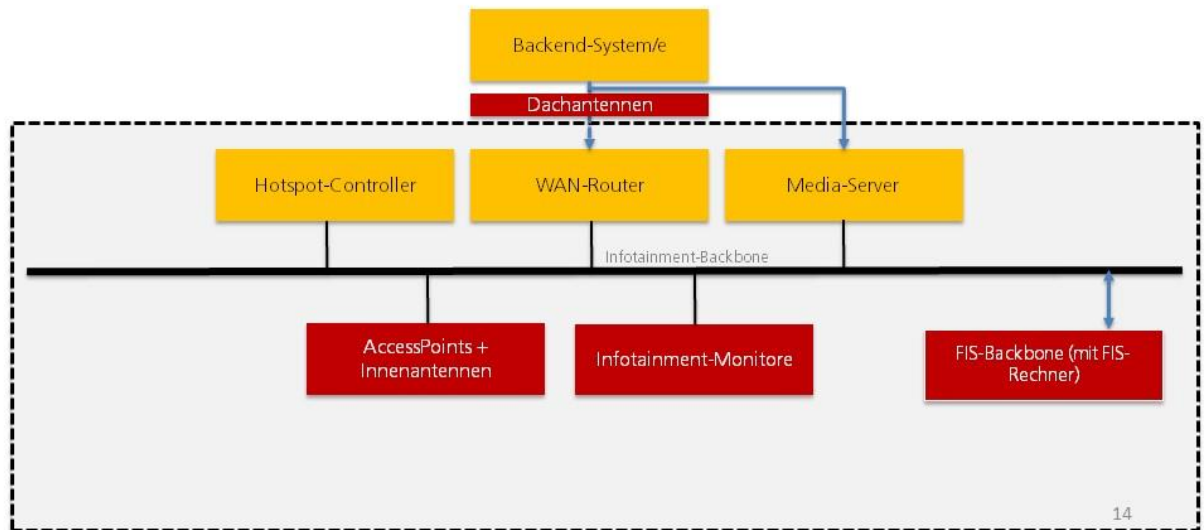 Backend-System/e
Dachantennen
Hotspot-Controller
WAN-Router
Media-Server
Infotainment-Backbone
AccessPoints +
Innenantennen
Infotainment-Monitore
FIS-Backbone (mit FIS-
Rechner)
14